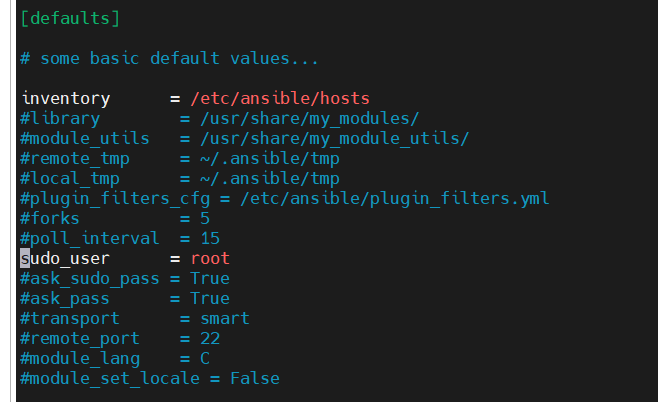 [defaults]
# some basic default values...
inventory      = /etc/ansible/hosts
#library        = /usr/share/my_modules/
#module_utils   = /usr/share/my_module_utils/
#remote_tmp     = ~/.ansible/tmp
#local_tmp      = ~/.ansible/tmp
#plugin_filters_cfg = /etc/ansible/plugin_filters.yml
#forks          = 5
#poll_interval  = 15
sudo_user      = root
#ask_sudo_pass = True
#ask_pass      = True
#transport      = smart
#remote_port    = 22
#module_lang    = C
#module_set_locale = False